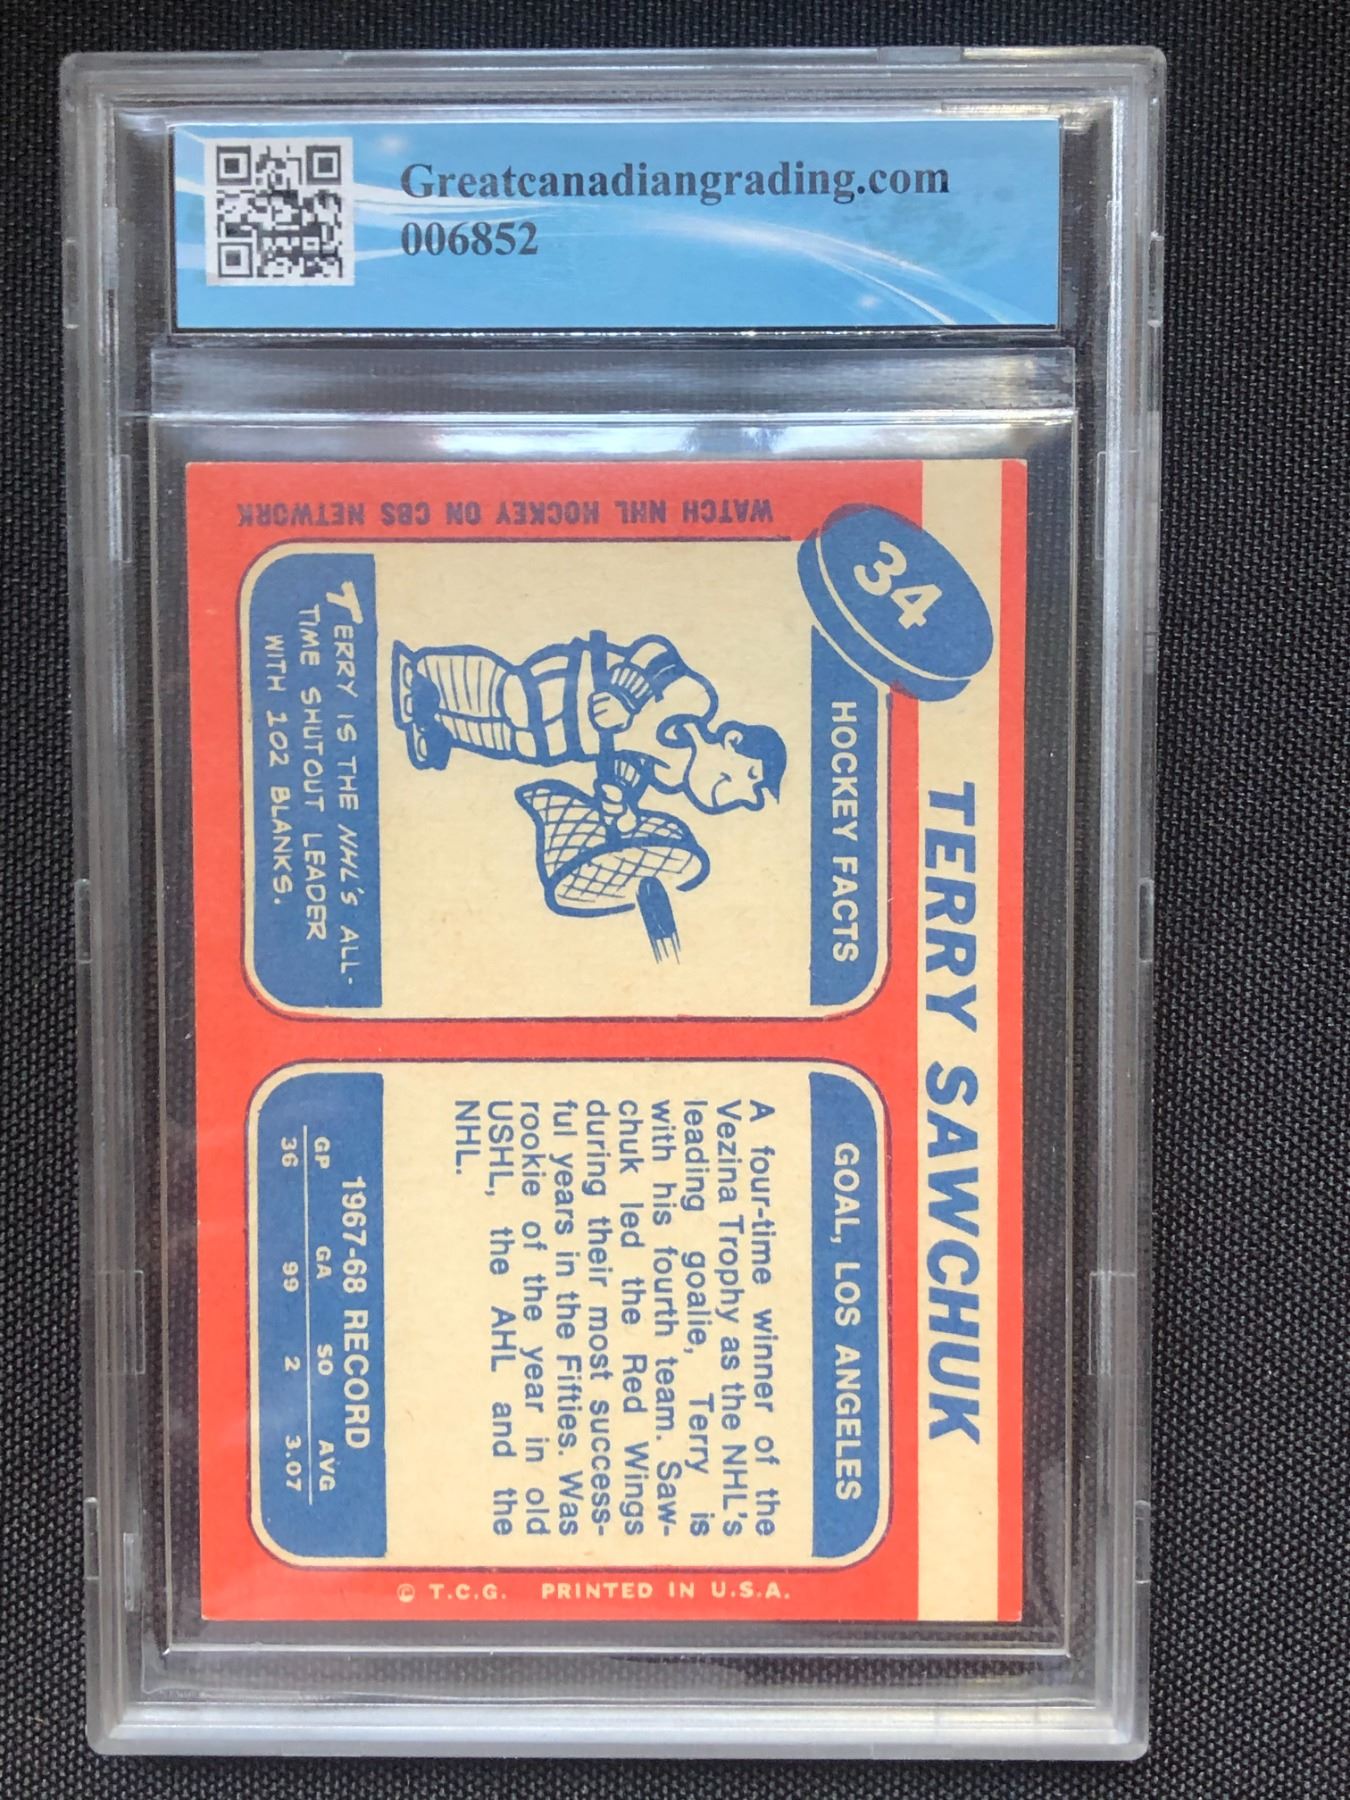 Greatcanadiangrading.com
006852
WATCH NHL HOCKEY ON CBS NETWORK
34
TERRY SAWCHUK
HOCKEY FACTS
TERRY IS THE NHL'S ALL-
TIME SHUTOUT LEADER
WITH 102 BLANKS.
GOAL, LOS ANGELES
A four-time winner of the
Vezina Trophy as the NHL's
leading goalie, Terry is
with his fourth team. Saw-
chuk led the Red Wings
during their most success-
ful years in the Fifties. Was
rookie of the year in old
USHL, the AHL and the
NHL.
1967-68 RECORD
GP GA SO AVG
36 99 2 3.07
© T.C.G. PRINTED IN U.S.A.